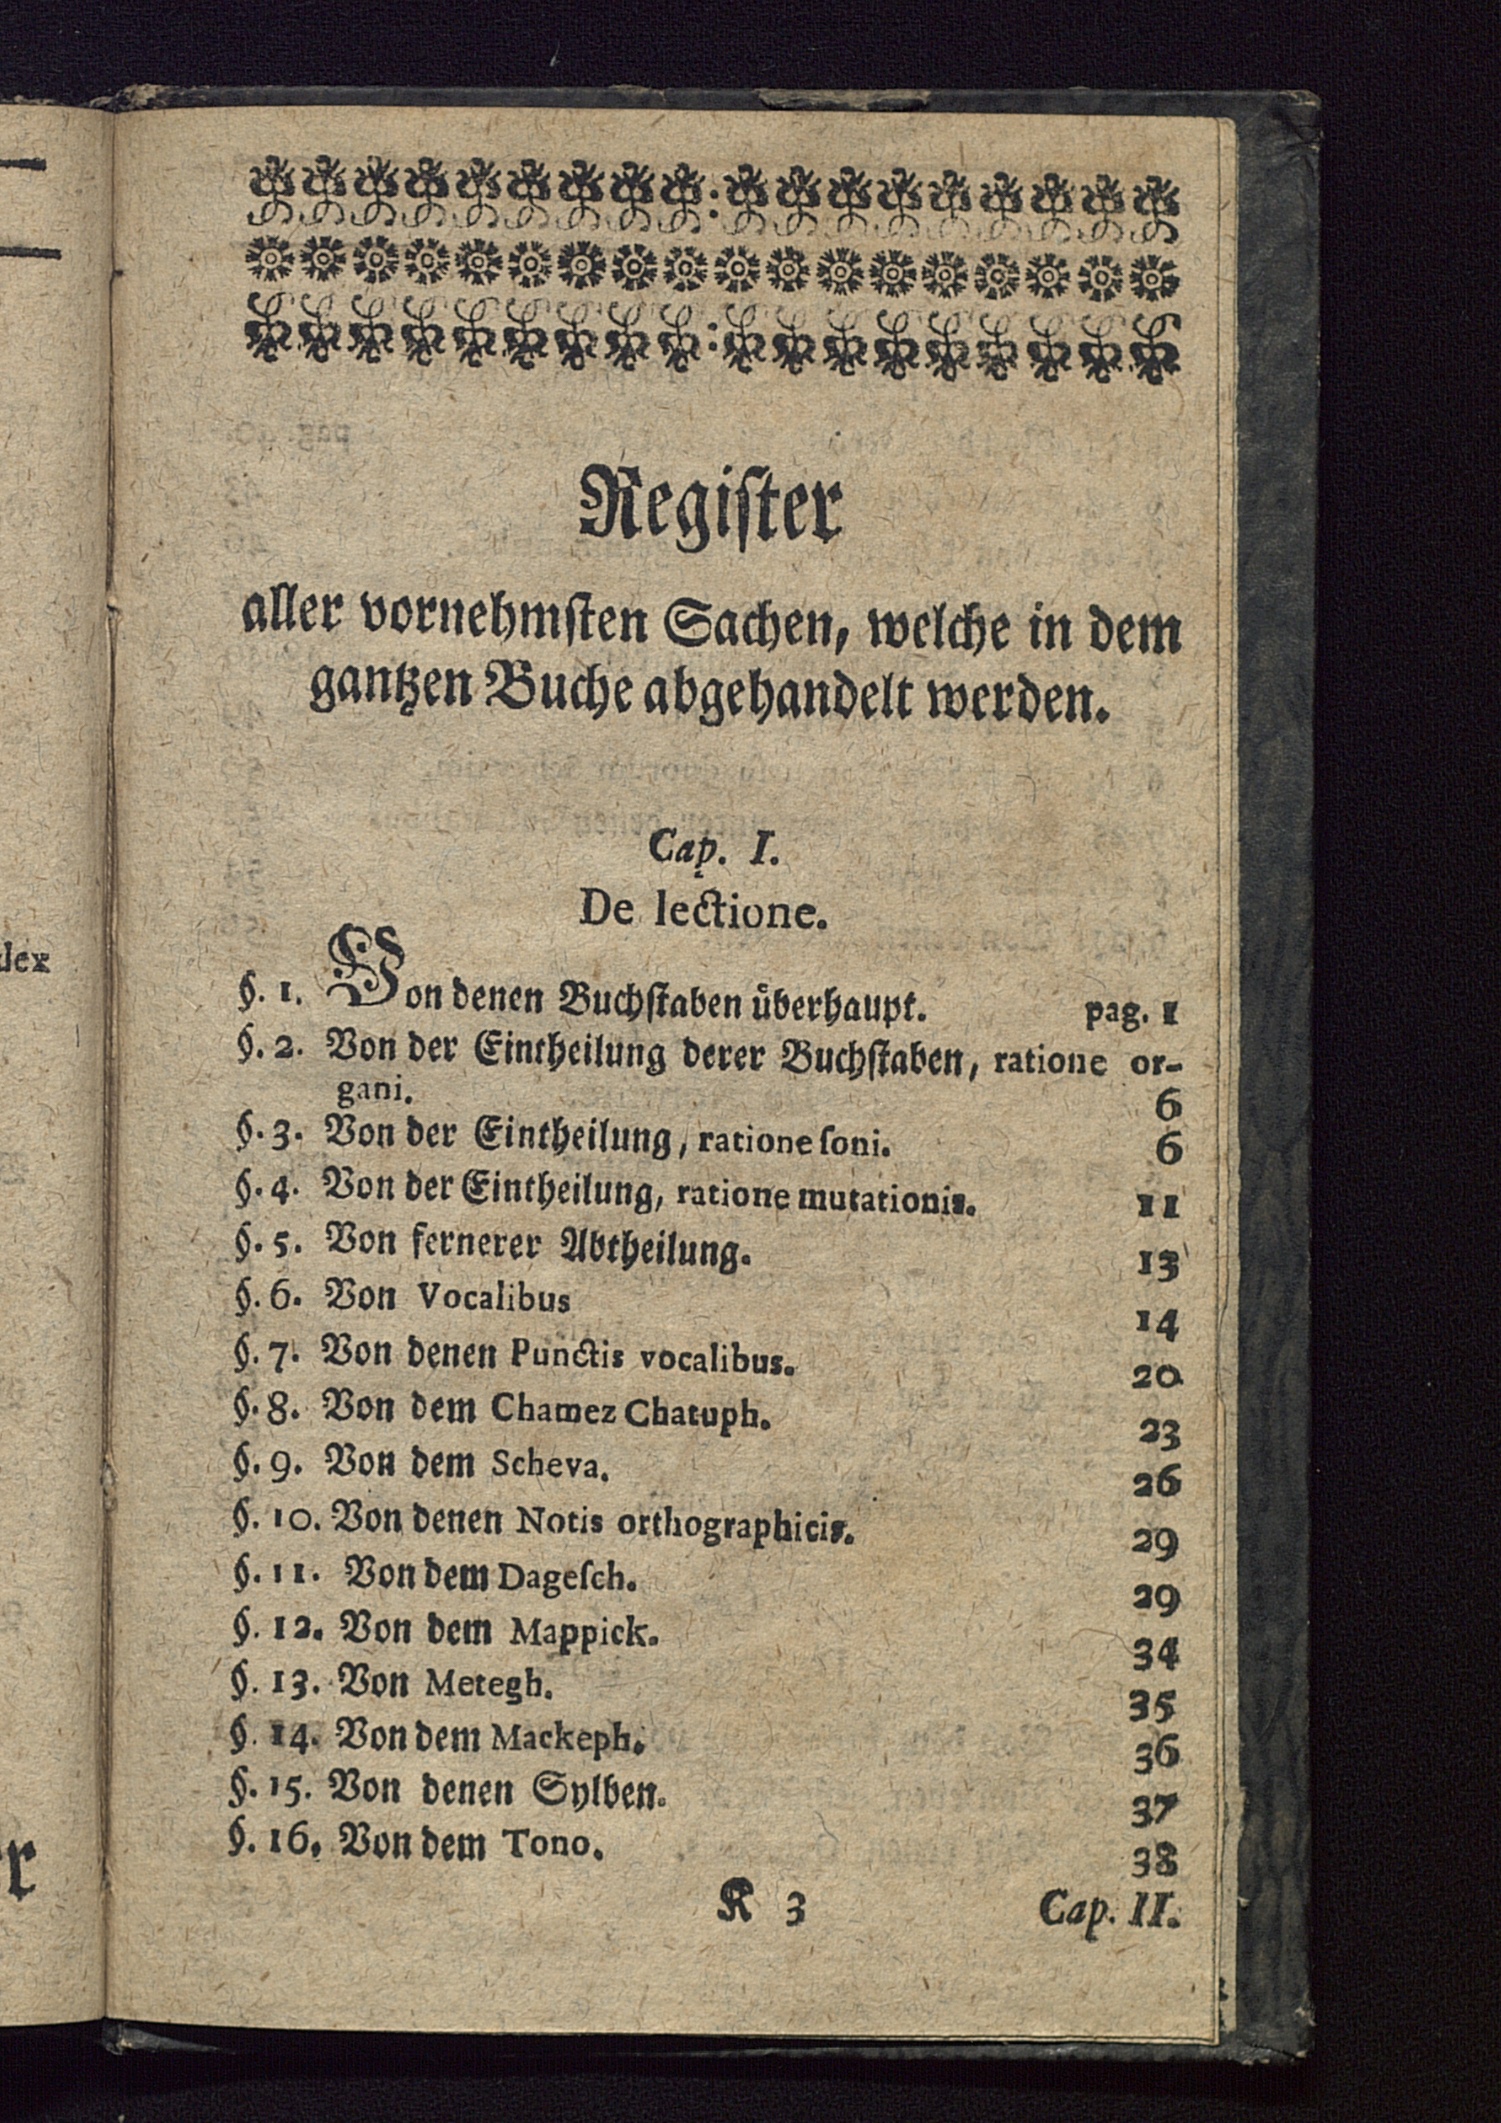 Regiſter
aller vornehmſten Sachen, welche in dem
gantzen Buche abgehandelt werden.
Cap. I.
De lectione.
§. 1. Von denen Buchſtaben uͤberhaupt. pag. 1
§. 2. Von der Eintheilung derer Buchſtaben, ratione or-
gani. 6
§. 3. Von der Eintheilung, ratione ſoni. 6
§. 4. Von der Eintheilung, ratione mutationis. 11
§. 5. Von fernerer Abtheilung. 13
§. 6. Von Vocalibus 14
§. 7. Von denen Punctis vocalibus. 20
§. 8. Von dem Chamez Chatuph. 23
§. 9. Von dem Scheva. 26
§. 10. Von denen Notis orthographicis. 29
§. 11. Von dem Dageſch. 29
§. 12. Von dem Mappick. 34
§. 13. Von Metegh. 35
§. 14. Von dem Mackeph. 36
§. 15. Von denen Sylben. 37
§. 16. Von dem Tono. 38
K 3 Cap. II.
dex
r